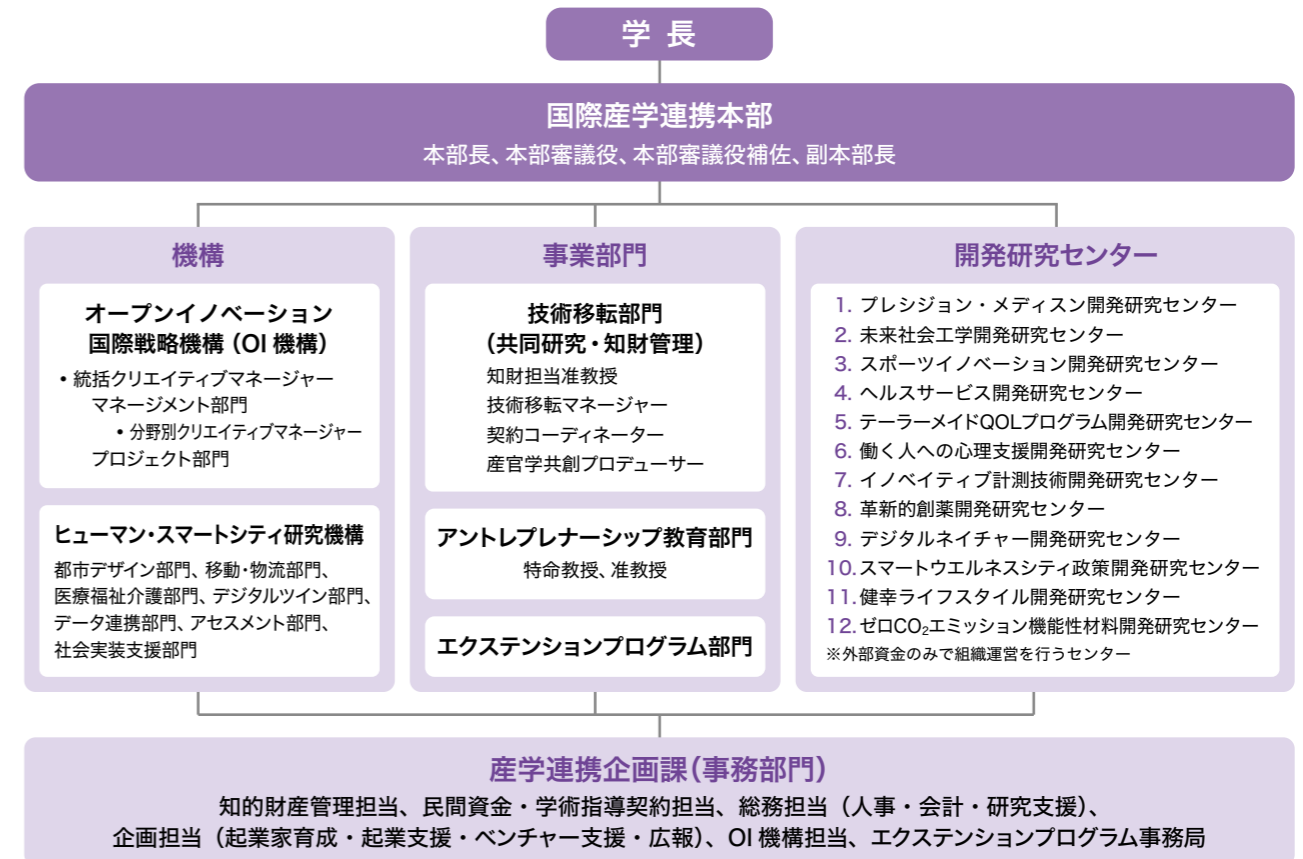 学 長
国際産学連携本部
本部長、本部審議役、本部審議役補佐、副本部長
機構
オープンイノベーション
国際戦略機構（OI 機構）
・統括クリエイティブマネージャー
マネージメント部門
・分野別クリエイティブマネージャー
プロジェクト部門
ヒューマン・スマートシティ研究機構
都市デザイン部門、移動・物流部門、
医療福祉介護部門、デジタルツイン部門、
データ連携部門、アセスメント部門、
社会実装支援部門
事業部門
技術移転部門
（共同研究・知財管理）
知財担当准教授
技術移転マネージャー
契約コーディネーター
産官学共創プロデューサー
アントレプレナーシップ教育部門
特命教授、准教授
エクステンションプログラム部門
開発研究センター
1. プレシジョン・メディスン開発研究センター
2. 未来社会工学開発研究センター
3. スポーツイノベーション開発研究センター
4. ヘルスサービス開発研究センター
5. テーラーメイドQOLプログラム開発研究センター
6. 働く人への心理支援開発研究センター
7. イノベイティブ計測技術開発研究センター
8. 革新的創薬開発研究センター
9. デジタルネイチャー開発研究センター
10. スマートウエルネスシティ政策開発研究センター
11. 健幸ライフスタイル開発研究センター
12. ゼロCO₂エミッション機能性材料開発研究センター
※外部資金のみで組織運営を行うセンター
産学連携企画課（事務部門）
知的財産管理担当、民間資金・学術指導契約担当、総務担当（人事・会計・研究支援）、
企画担当（起業家育成・起業支援・ベンチャー支援・広報）、OI 機構担当、エクステンションプログラム事務局